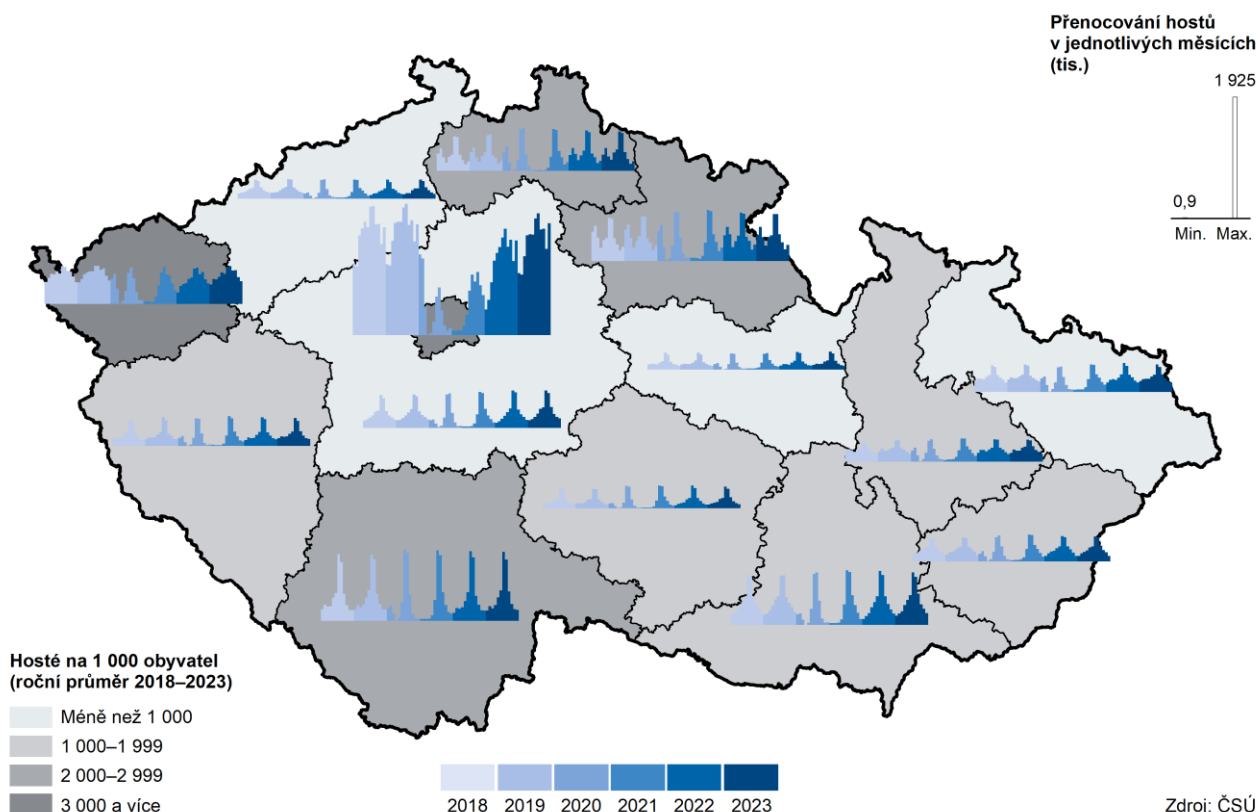 Přenocování hostů
v jednotlivých měsících
(tis.)
1 925
0,9
Min. Max.
Hosté na 1 000 obyvatel
(roční průměr 2018–2023)
Méně než 1 000
1 000–1 999
2 000–2 999
3 000 a více
2018 2019 2020 2021 2022 2023
Zdroj: ČSÚ